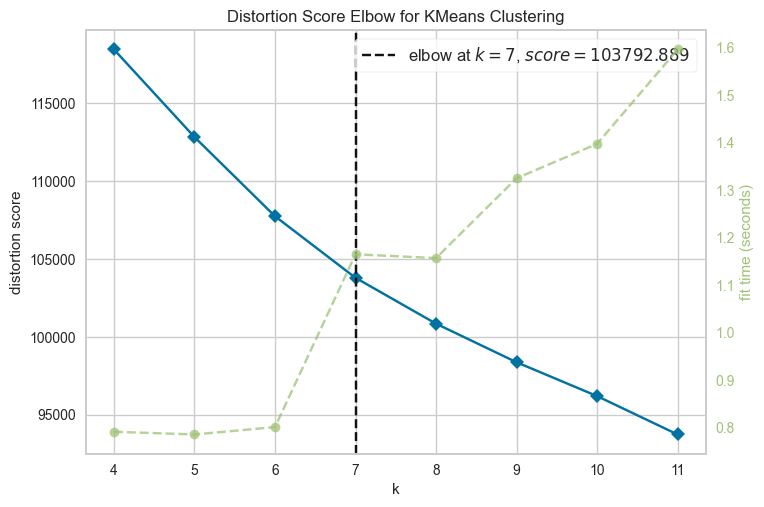 Distortion Score Elbow for KMeans Clustering
elbow at k = 7, score = 103792.889
distortion score
115000
110000
105000
100000
95000
1.6
1.5
1.4
1.3
1.2
1.1
1.0
0.9
0.8
fit time (seconds)
4 5 6 7 8 9 10 11
k